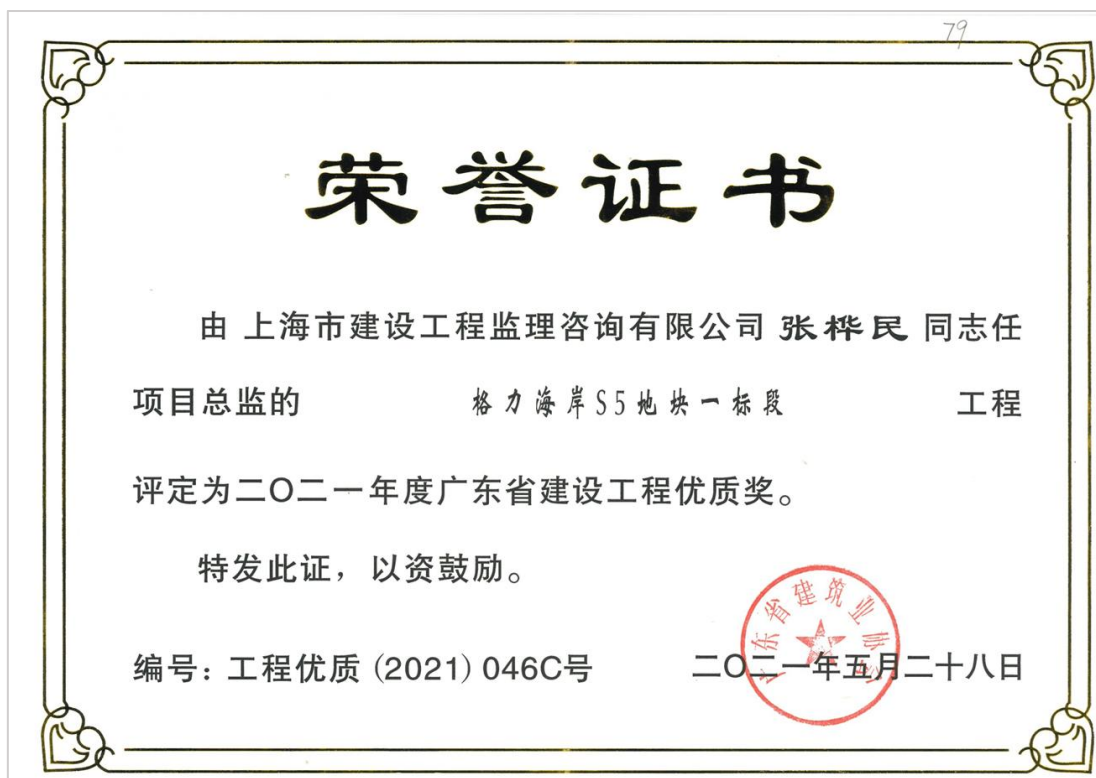 79
荣誉证书
由 上海市建设工程监理咨询有限公司 张桦民 同志任
项目总监的 格力海岸S5地块一标段 工程
评定为二〇二一年度广东省建设工程优质奖。
特发此证，以资鼓励。
广东省建筑业协会
编号：工程优质 (2021) 046C号 二〇二一年五月二十八日